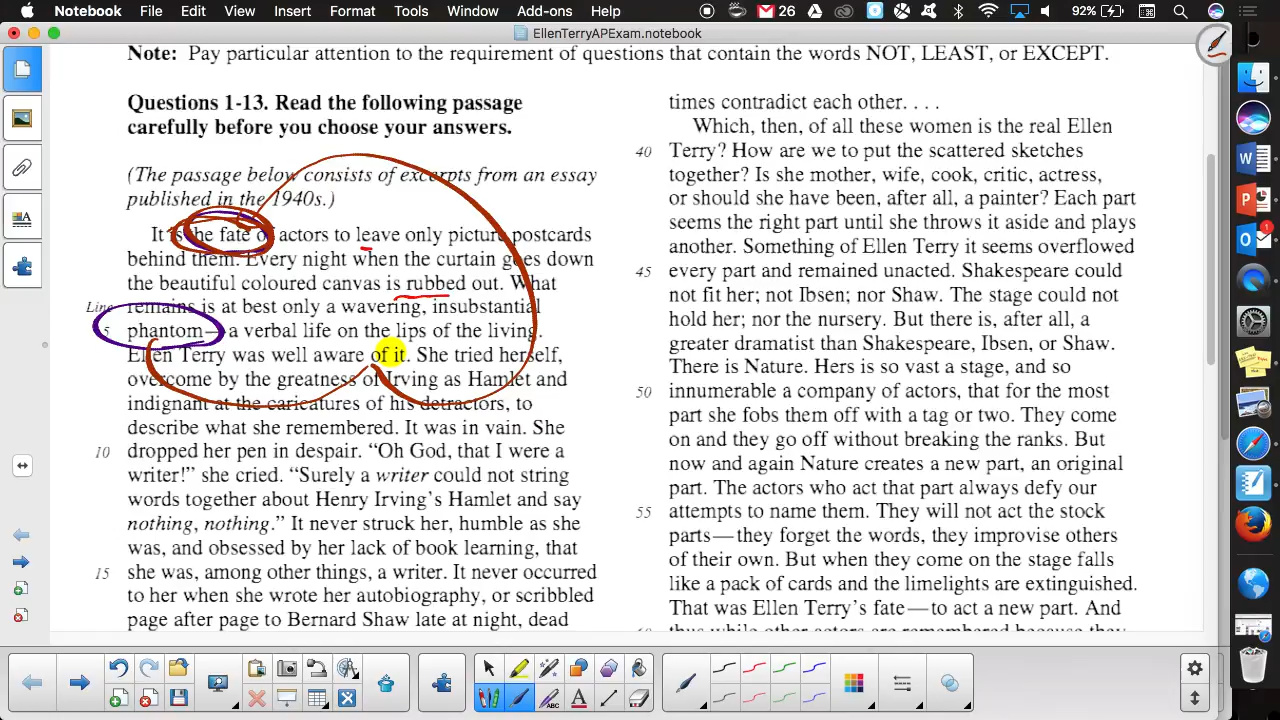 Notebook File Edit View Insert Format Tools Window Add-ons Help 26 92%
EllenTerryAPExam.notebook
Note: Pay particular attention to the requirement of questions that contain the words NOT, LEAST, or EXCEPT.
Questions 1-13. Read the following passage
carefully before you choose your answers.
(The passage below consists of excerpts from an essay
published in the 1940s.)
It is the fate of actors to leave only picture postcards
behind them. Every night when the curtain goes down
the beautiful coloured canvas is rubbed out. What
Line remains is at best only a wavering, insubstantial
5 phantom—a verbal life on the lips of the living.
Ellen Terry was well aware of it. She tried herself,
overcome by the greatness of Irving as Hamlet and
indignant at the caricatures of his detractors, to
describe what she remembered. It was in vain. She
10 dropped her pen in despair. “Oh God, that I were a
writer!” she cried. “Surely a writer could not string
words together about Henry Irving’s Hamlet and say
nothing, nothing.” It never struck her, humble as she
was, and obsessed by her lack of book learning, that
15 she was, among other things, a writer. It never occurred
to her when she wrote her autobiography, or scribbled
page after page to Bernard Shaw late at night, dead
times contradict each other. . . .
Which, then, of all these women is the real Ellen
40 Terry? How are we to put the scattered sketches
together? Is she mother, wife, cook, critic, actress,
or should she have been, after all, a painter? Each part
seems the right part until she throws it aside and plays
another. Something of Ellen Terry it seems overflowed
45 every part and remained unacted. Shakespeare could
not fit her; not Ibsen; nor Shaw. The stage could not
hold her; nor the nursery. But there is, after all, a
greater dramatist than Shakespeare, Ibsen, or Shaw.
There is Nature. Hers is so vast a stage, and so
50 innumerable a company of actors, that for the most
part she fobs them off with a tag or two. They come
on and they go off without breaking the ranks. But
now and again Nature creates a new part, an original
part. The actors who act that part always defy our
55 attempts to name them. They will not act the stock
parts—they forget the words, they improvise others
of their own. But when they come on the stage falls
like a pack of cards and the limelights are extinguished.
That was Ellen Terry’s fate—to act a new part. And
thus while other actors are remembered because they